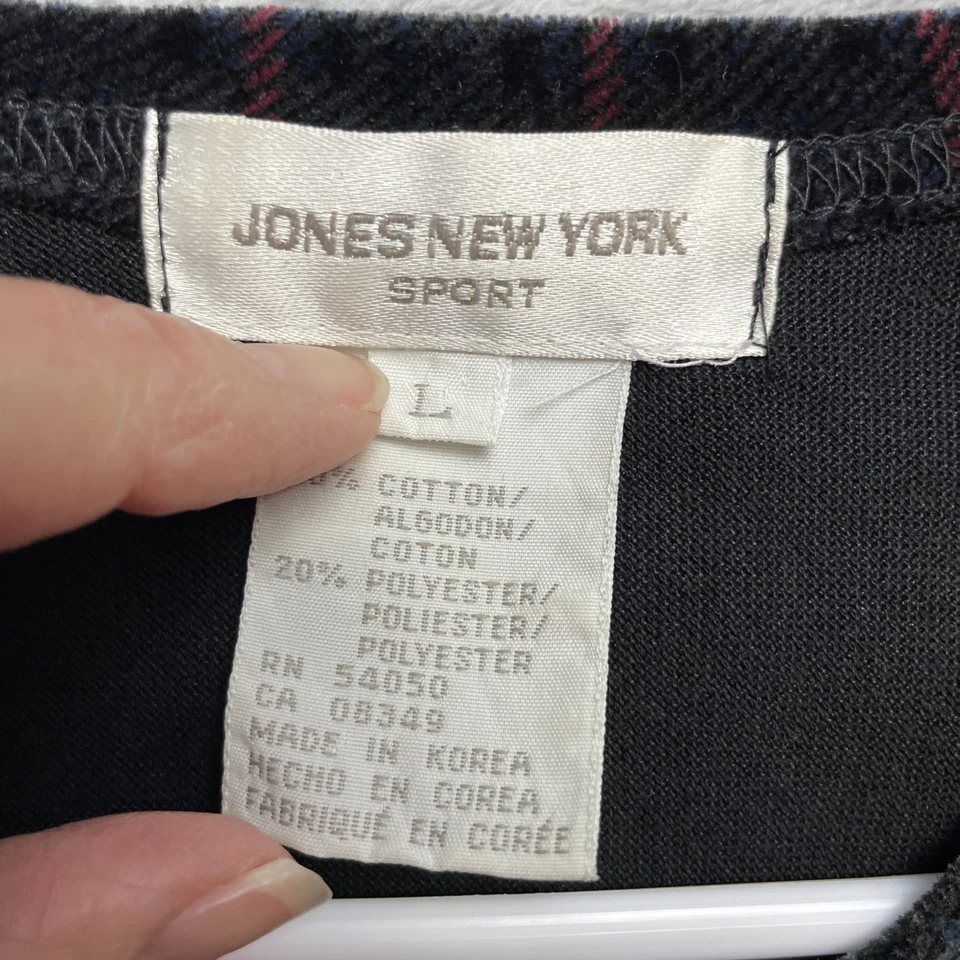 JONES NEW YORK
SPORT
L
0% COTTON/
ALGODON/
COTON
20% POLYESTER/
POLIESTER/
POLYESTER
RN 54050
CA 08349
MADE IN KOREA
HECHO EN COREA
FABRIQUÉ EN CORÉE